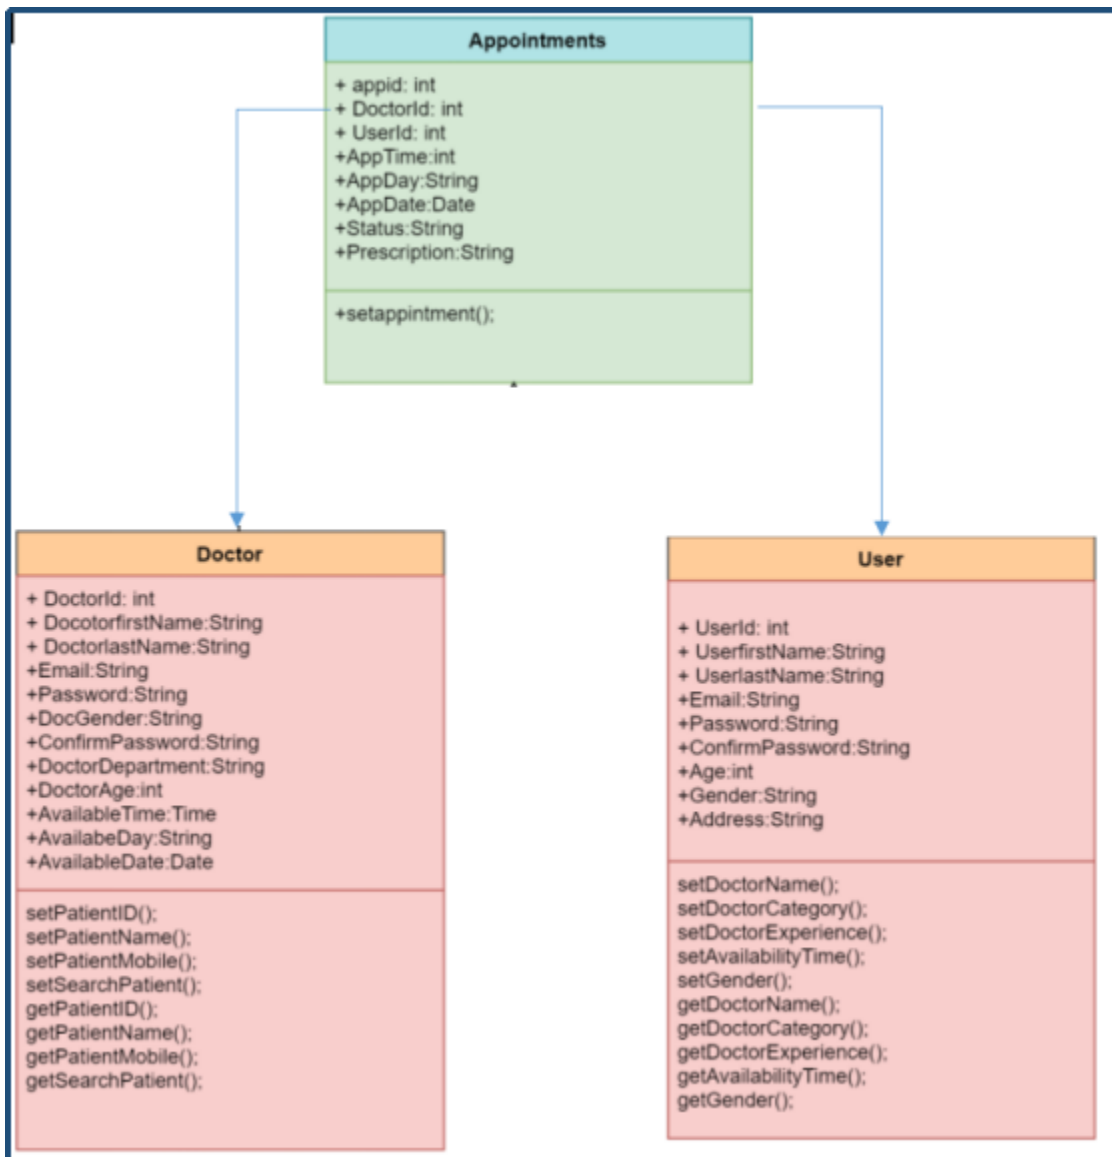 Appointments
+ appid: int
+ DoctorId: int
+ UserId: int
+AppTime:int
+AppDay:String
+AppDate:Date
+Status:String
+Prescription:String
+setappintment();
Doctor
+ DoctorId: int
+ DocotorfirstName:String
+ DoctorlastName:String
+Email:String
+Password:String
+DocGender:String
+ConfirmPassword:String
+DoctorDepartment:String
+DoctorAge:int
+AvailableTime:Time
+AvailabeDay:String
+AvailableDate:Date
setPatientID();
setPatientName();
setPatientMobile();
setSearchPatient();
getPatientID();
getPatientName();
getPatientMobile();
getSearchPatient();
User
+ UserId: int
+ UserfirstName:String
+ UserlastName:String
+Email:String
+Password:String
+ConfirmPassword:String
+Age:int
+Gender:String
+Address:String
setDoctorName();
setDoctorCategory();
setDoctorExperience();
setAvailabilityTime();
setGender();
getDoctorName();
getDoctorCategory();
getDoctorExperience();
getAvailabilityTime();
getGender();